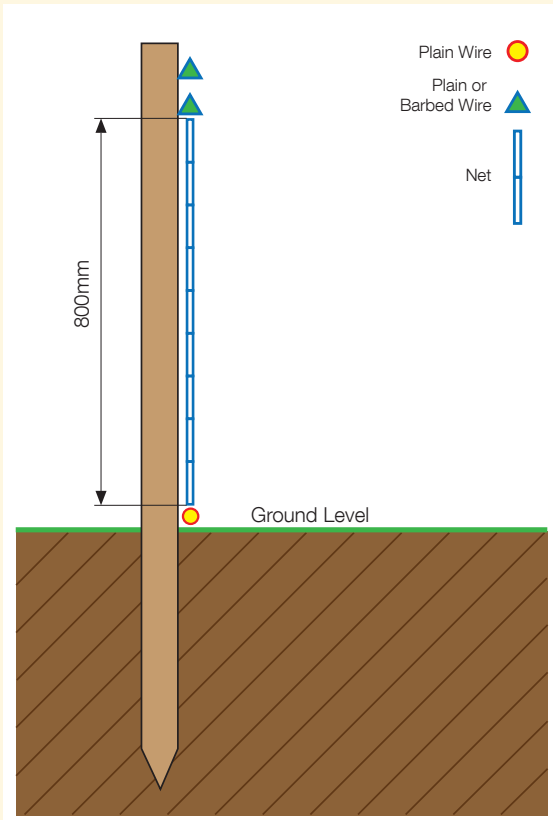 Plain Wire
Plain or
Barbed Wire
Net
800mm
Ground Level